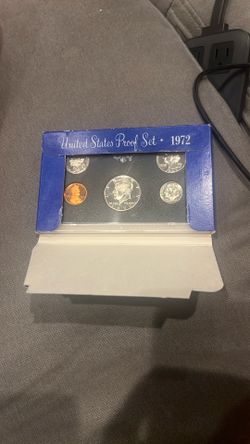 United States Proof Set • 1972